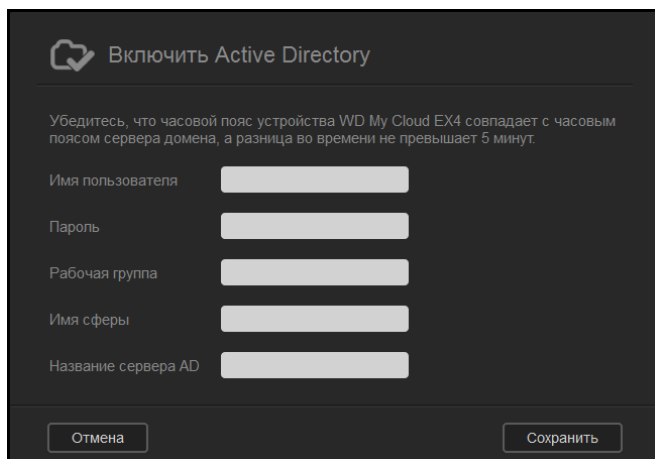 Включить Active Directory
Убедитесь, что часовой пояс устройства WD My Cloud EX4 совпадает с часовым
поясом сервера домена, а разница во времени не превышает 5 минут.
Имя пользователя
Пароль
Рабочая группа
Имя сферы
Название сервера AD
Отмена
Сохранить